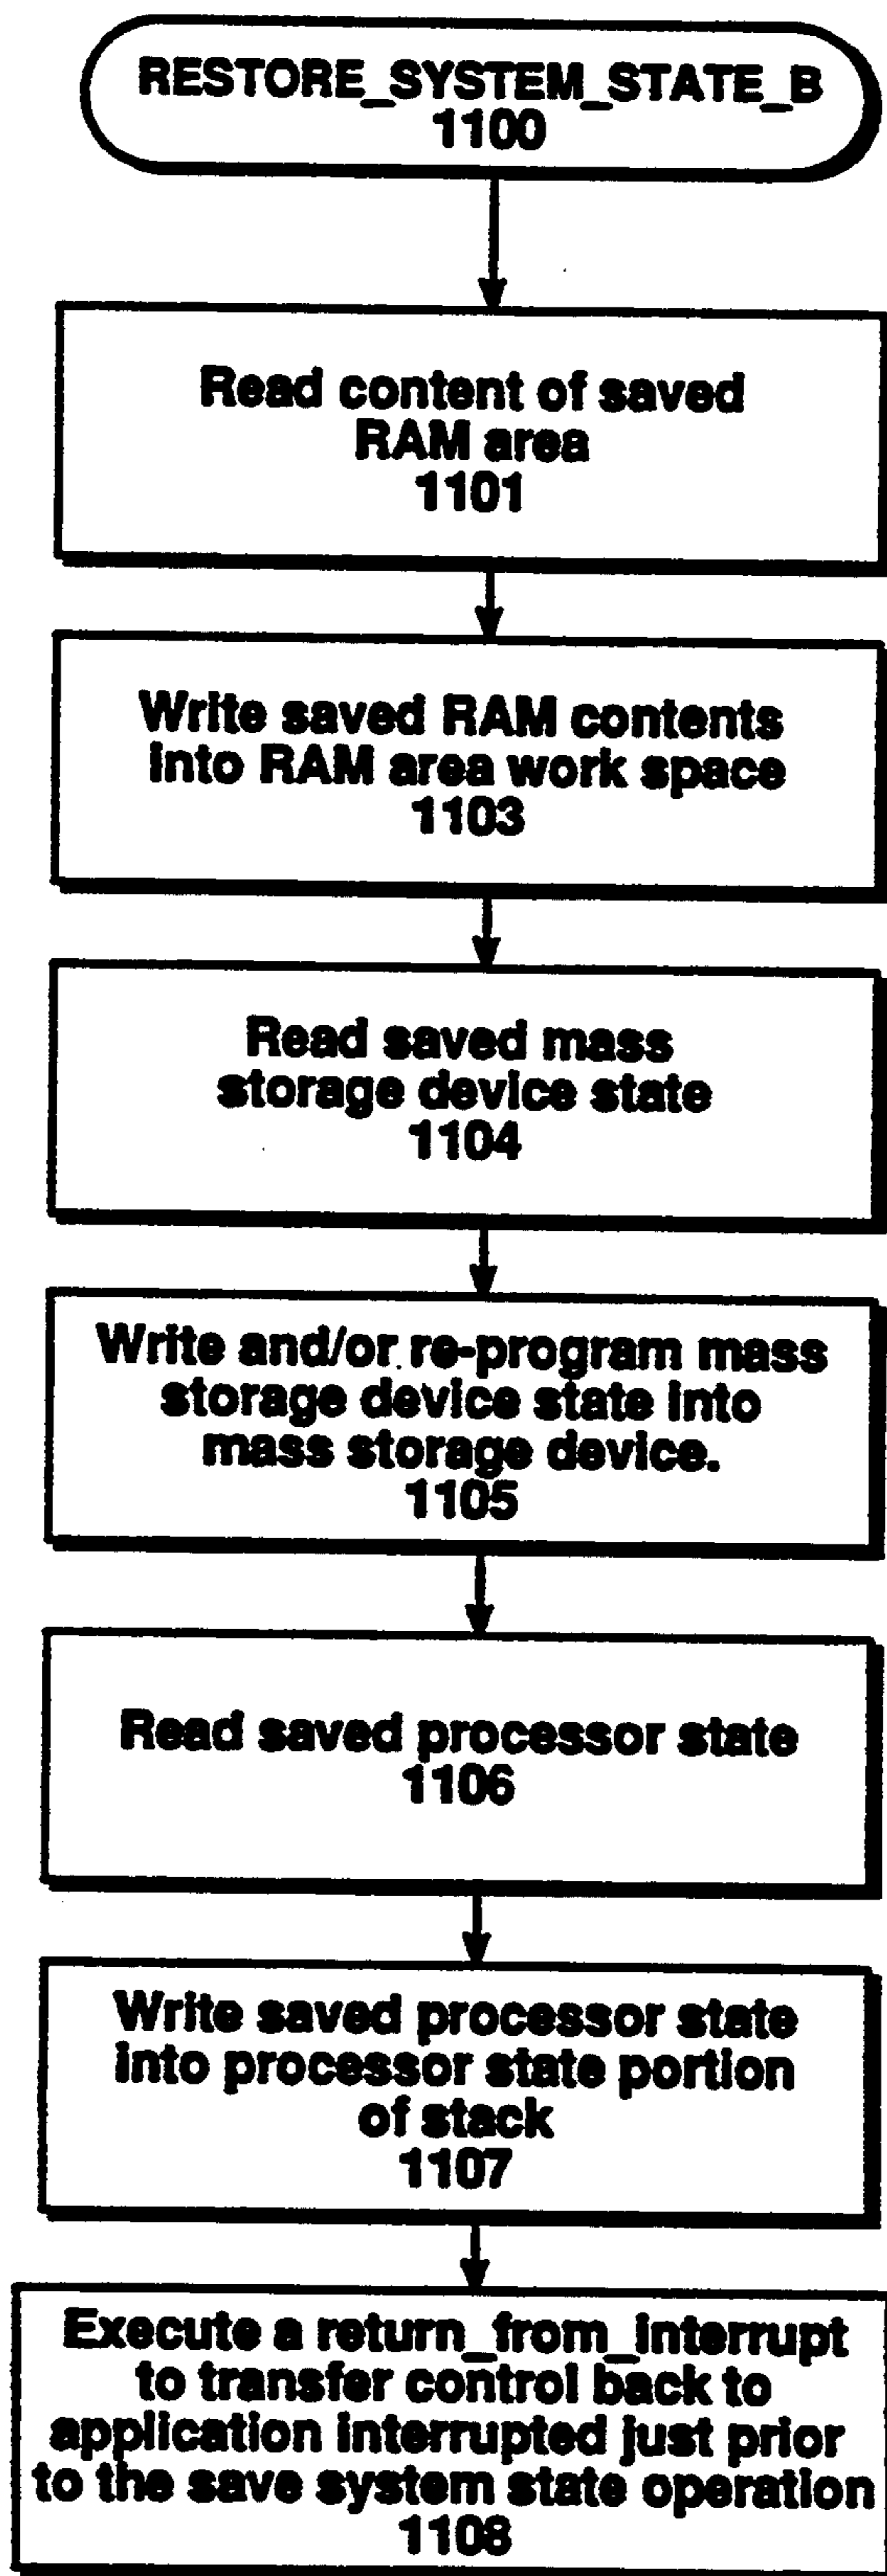 RESTORE_SYSTEM_STATE_B
1100
Read content of saved
RAM area
1101
Write saved RAM contents
into RAM area work space
1103
Read saved mass
storage device state
1104
Write and/or re-program mass
storage device state into
mass storage device.
1105
Read saved processor state
1106
Write saved processor state
into processor state portion
of stack
1107
Execute a return_from_interrupt
to transfer control back to
application interrupted just prior
to the save system state operation
1108